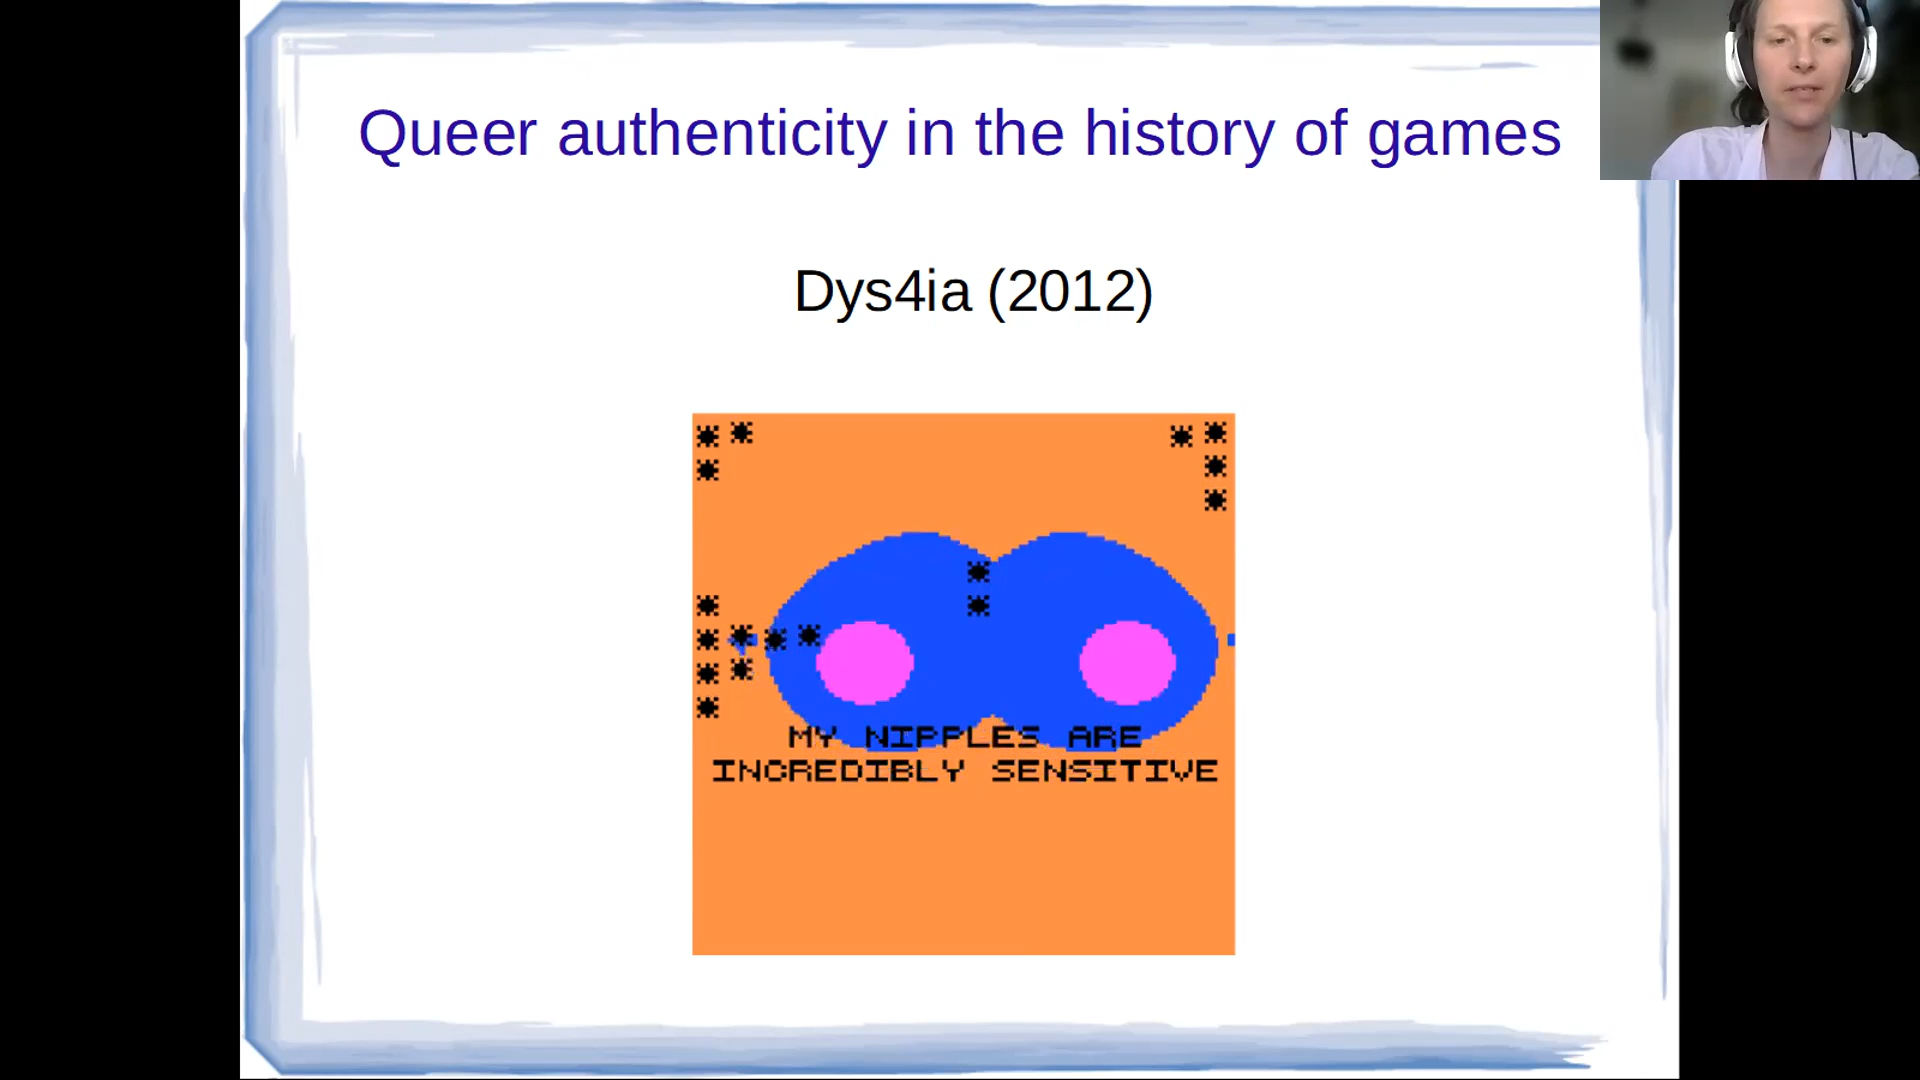 Queer authenticity in the history of games
Dys4ia (2012)
MY NIPPLES ARE
INCREDIBLY SENSITIVE